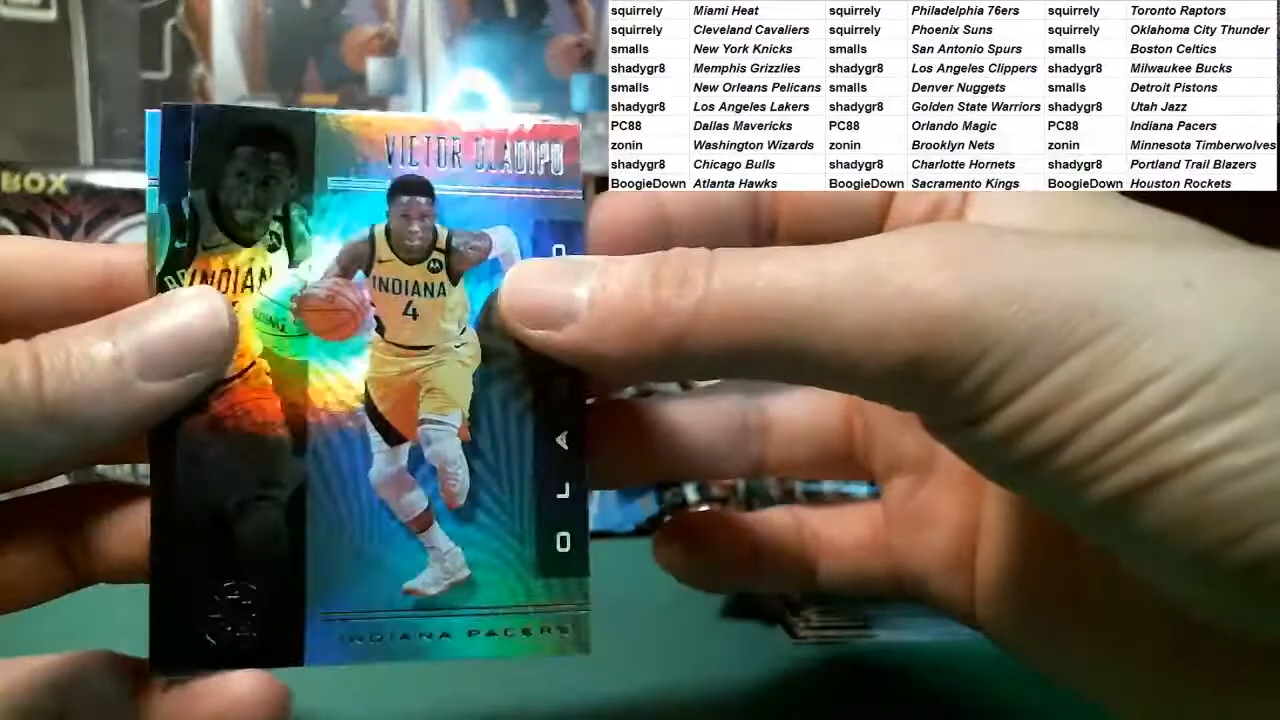 squirrely Miami Heat squirrely Philadelphia 76ers squirrely Toronto Raptors
squirrely Cleveland Cavaliers squirrely Phoenix Suns squirrely Oklahoma City Thunder
smalls New York Knicks smalls San Antonio Spurs smalls Boston Celtics
shadygr8 Memphis Grizzlies shadygr8 Los Angeles Clippers shadygr8 Milwaukee Bucks
smalls New Orleans Pelicans smalls Denver Nuggets smalls Detroit Pistons
shadygr8 Los Angeles Lakers shadygr8 Golden State Warriors shadygr8 Utah Jazz
PC88 Dallas Mavericks PC88 Orlando Magic PC88 Indiana Pacers
zonin Washington Wizards zonin Brooklyn Nets zonin Minnesota Timberwolves
shadygr8 Chicago Bulls shadygr8 Charlotte Hornets shadygr8 Portland Trail Blazers
BoogieDown Atlanta Hawks BoogieDown Sacramento Kings BoogieDown Houston Rockets
BOX
VICTOR OLADIPO
INDIANA
4
INDIAN
INDIANA PACERS